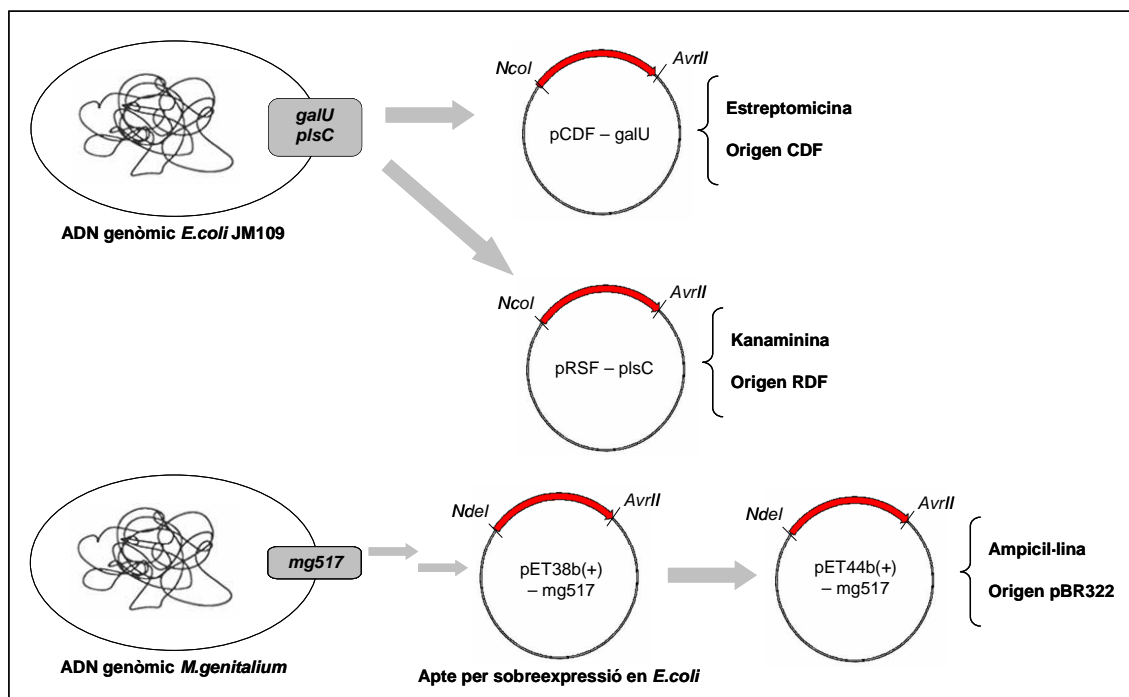 NcoI
AvrII
galU
plsC
pCDF – galU
Estreptomicina
Origen CDF
ADN genòmic E.coli JM109
NcoI
AvrII
pRSF – plsC
Kanaminina
Origen RDF
NdeI
AvrII
NdeI
AvrII
mg517
pET38b(+)
– mg517
pET44b(+)
– mg517
Ampicil-lina
Origen pBR322
ADN genòmic M.genitalium
Apte per sobreexpressió en E.coli